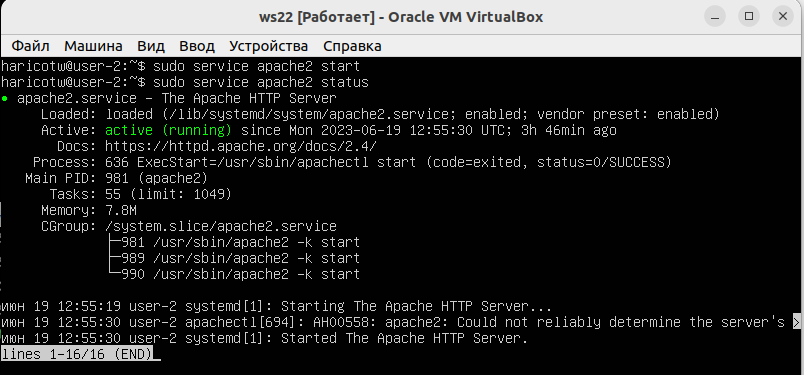 ws22 [Работает] - Oracle VM VirtualBox
Файл Машина Вид Ввод Устройства Справка
haricotw@user-2:~$ sudo service apache2 start
haricotw@user-2:~$ sudo service apache2 status
● apache2.service - The Apache HTTP Server
Loaded: loaded (/lib/systemd/system/apache2.service; enabled; vendor preset: enabled)
Active: active (running) since Mon 2023-06-19 12:55:30 UTC; 3h 46min ago
Docs: https://httpd.apache.org/docs/2.4/
Process: 636 ExecStart=/usr/sbin/apachectl start (code=exited, status=0/SUCCESS)
Main PID: 981 (apache2)
Tasks: 55 (limit: 1049)
Memory: 7.8M
CGroup: /system.slice/apache2.service
├─981 /usr/sbin/apache2 -k start
├─989 /usr/sbin/apache2 -k start
└─990 /usr/sbin/apache2 -k start
июн 19 12:55:19 user-2 systemd[1]: Starting The Apache HTTP Server...
июн 19 12:55:30 user-2 apachectl[694]: AH00558: apache2: Could not reliably determine the server's >
июн 19 12:55:30 user-2 systemd[1]: Started The Apache HTTP Server.
lines 1-16/16 (END)